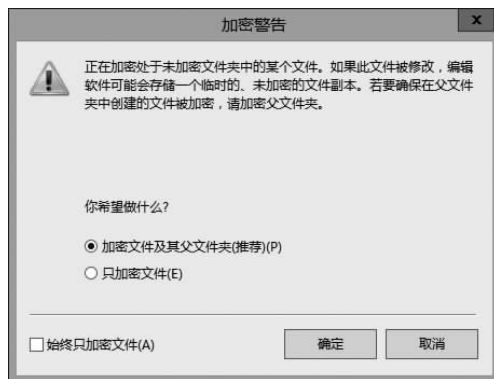 加密警告
x
正在加密处于未加密文件夹中的某个文件。如果此文件被修改，编辑
软件可能会存储一个临时的、未加密的文件副本。若要确保在父文件
夹中创建的文件被加密，请加密父文件夹。
你希望做什么?
加密文件及其父文件夹(推荐)(P)
只加密文件(E)
始终只加密文件(A)
确定
取消